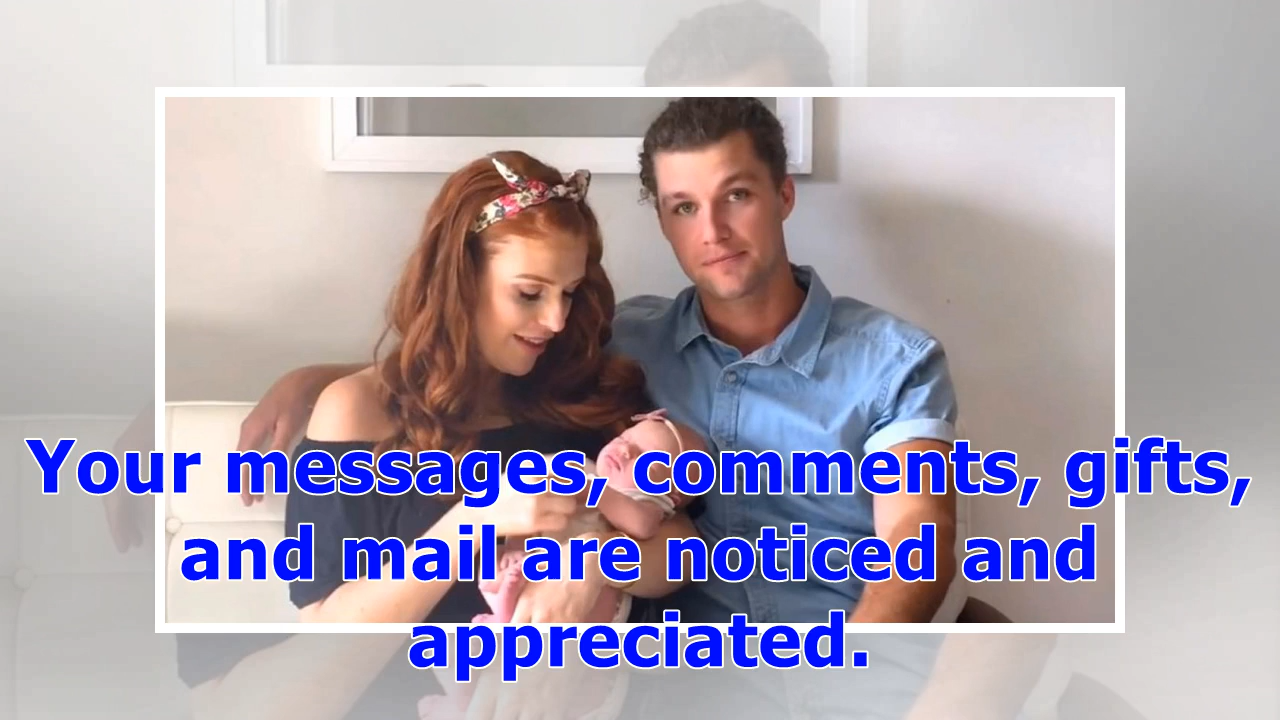 Your messages, comments, gifts,
and mail are noticed and
appreciated.